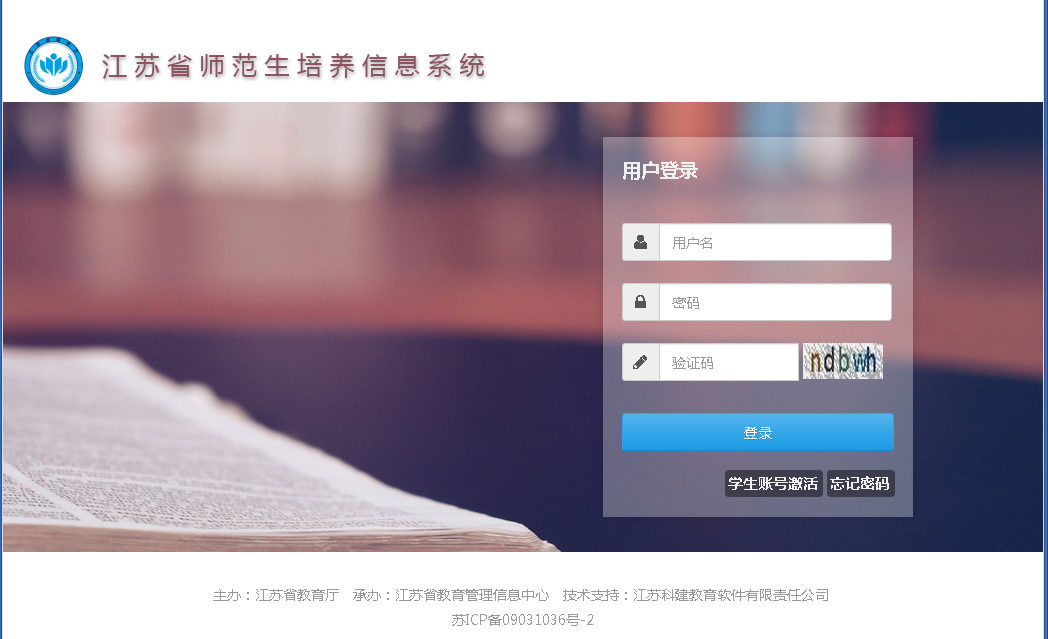 江苏省师范生培养信息系统
用户登录
用户名
密码
验证码 ndbwh
登录
学生账号激活 忘记密码
主办：江苏省教育厅 承办：江苏省教育管理信息中心 技术支持：江苏科建教育软件有限责任公司
苏ICP备09031036号-2